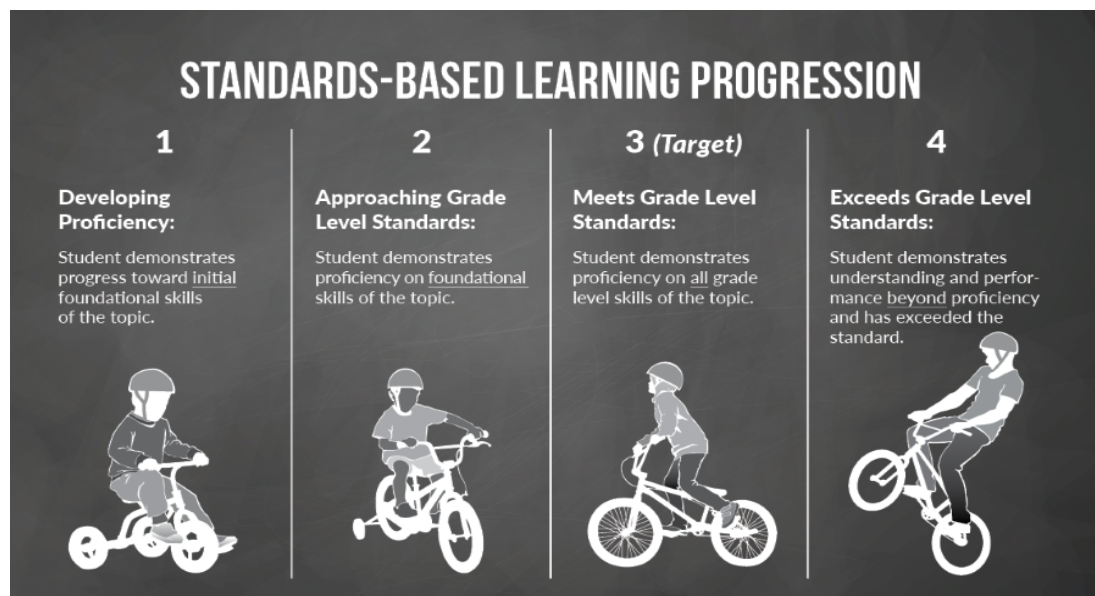 STANDARDS-BASED LEARNING PROGRESSION
1
Developing
Proficiency:
Student demonstrates
progress toward initial
foundational skills
of the topic.
2
Approaching Grade
Level Standards:
Student demonstrates
proficiency on foundational
skills of the topic.
3 (Target)
Meets Grade Level
Standards:
Student demonstrates
proficiency on all grade
level skills of the topic.
4
Exceeds Grade Level
Standards:
Student demonstrates
understanding and perfor-
mance beyond proficiency
and has exceeded the
standard.